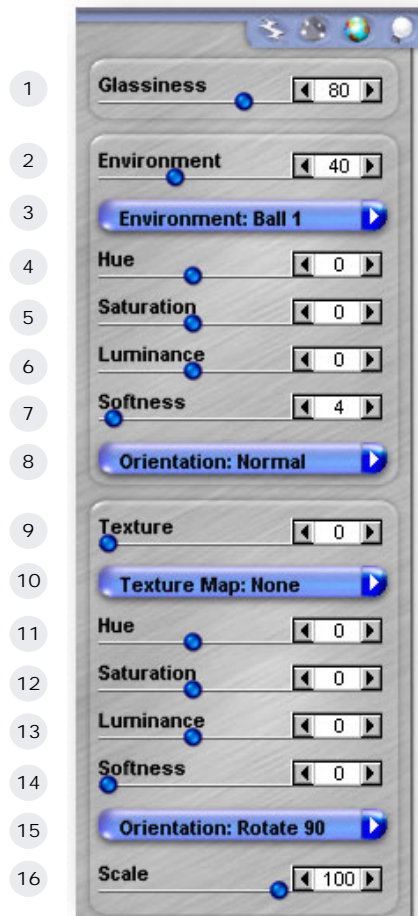 1 Glassiness 80
2 Environment 40
3 Environment: Ball 1
4 Hue 0
5 Saturation 0
6 Luminance 0
7 Softness 4
8 Orientation: Normal
9 Texture 0
10 Texture Map: None
11 Hue 0
12 Saturation 0
13 Luminance 0
14 Softness 0
15 Orientation: Rotate 90
16 Scale 100